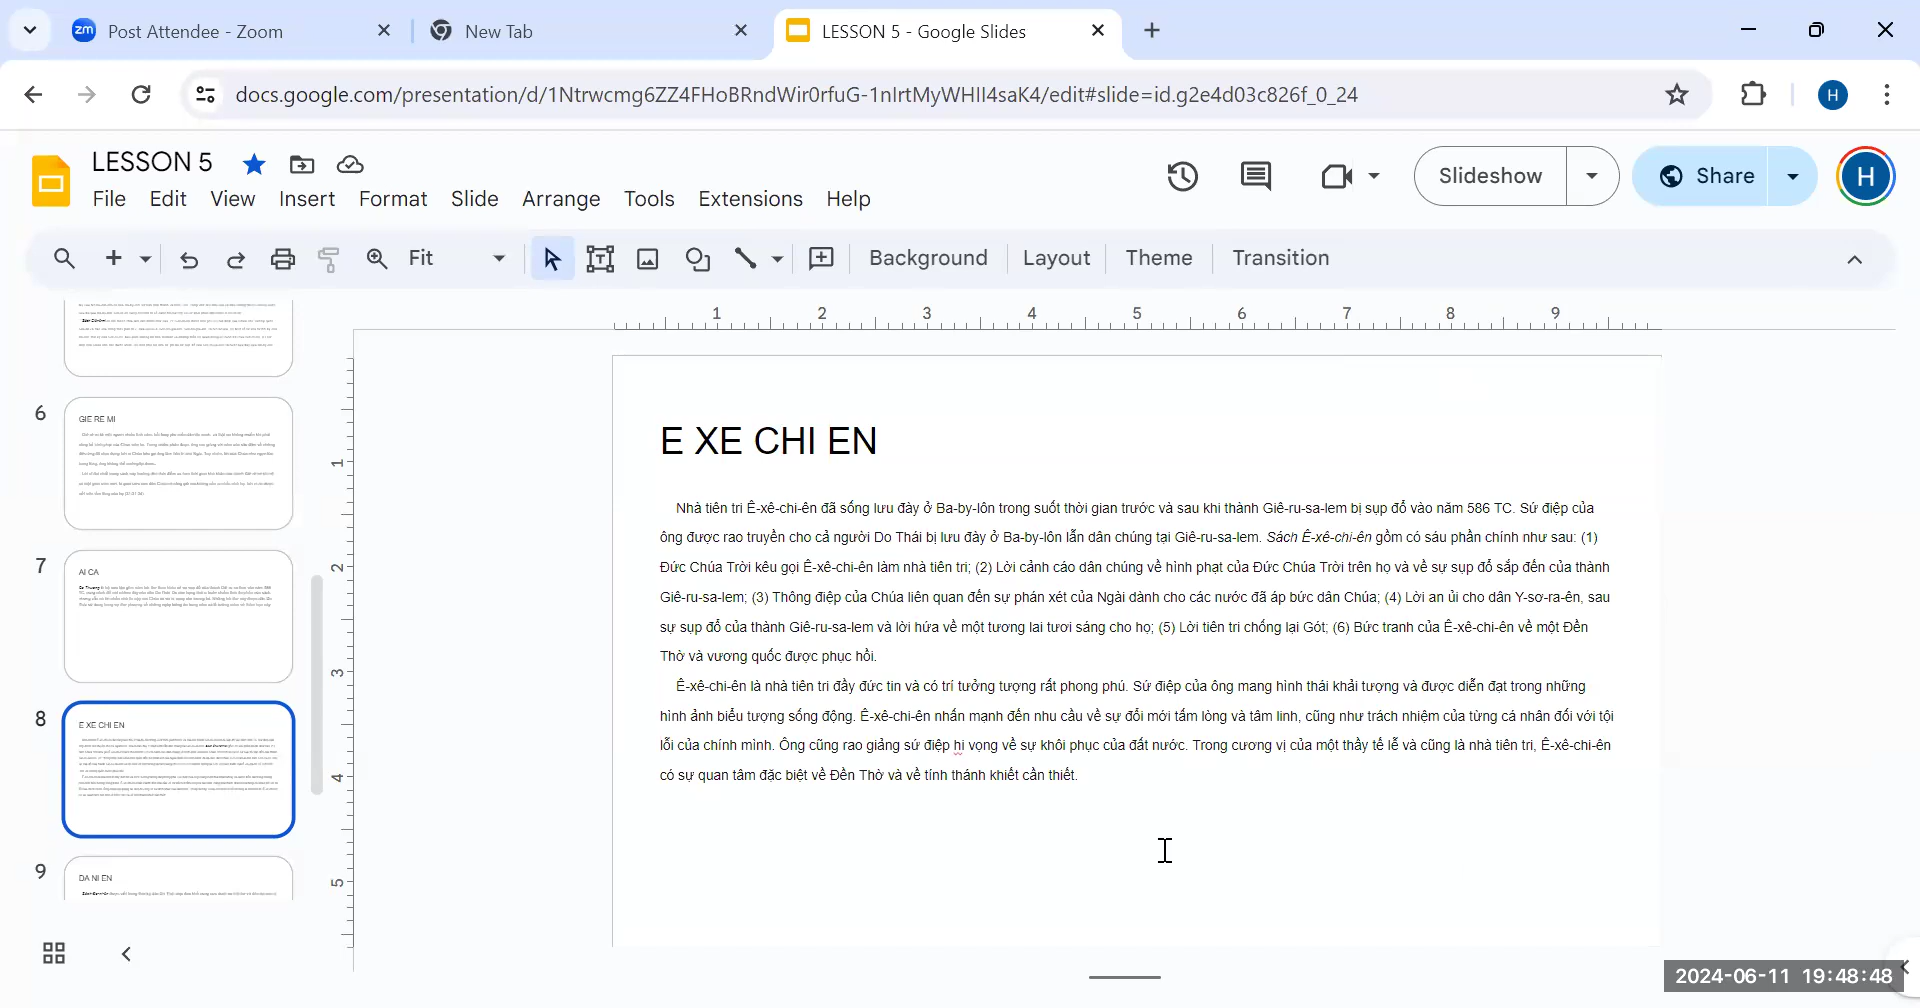 Post Attendee - Zoom
New Tab
LESSON 5 - Google Slides
docs.google.com/presentation/d/1Ntrwcmg6ZZ4FHoBRndWir0rfuG-1nIrtMyWHII4saK4/edit#slide=id.g2e4d03c826f_0_24
H
LESSON 5
File Edit View Insert Format Slide Arrange Tools Extensions Help
Slideshow
Share
H
Fit
Background
Layout
Theme
Transition
1 2 3 4 5 6 7 8 9
1
2
3
4
5
6
GIE RE MI
7
AI CA
8
E XE CHI EN
9
DA NI EN
E XE CHI EN
Nhà tiên tri Ê-xê-chi-ên đã sống lưu đày ở Ba-by-lôn trong suốt thời gian trước và sau khi thành Giê-ru-sa-lem bị sụp đổ vào năm 586 TC. Sứ điệp của
ông được rao truyền cho cả người Do Thái bị lưu đày ở Ba-by-lôn lẫn dân chúng tại Giê-ru-sa-lem. Sách Ê-xê-chi-ên gồm có sáu phần chính như sau: (1)
Đức Chúa Trời kêu gọi Ê-xê-chi-ên làm nhà tiên tri; (2) Lời cảnh cáo dân chúng về hình phạt của Đức Chúa Trời trên họ và về sự sụp đổ sắp đến của thành
Giê-ru-sa-lem; (3) Thông điệp của Chúa liên quan đến sự phán xét của Ngài dành cho các nước đã áp bức dân Chúa; (4) Lời an ủi cho dân Y-sơ-ra-ên, sau
sự sụp đổ của thành Giê-ru-sa-lem và lời hứa về một tương lai tươi sáng cho họ; (5) Lời tiên tri chống lại Gót; (6) Bức tranh của Ê-xê-chi-ên về một Đền
Thờ và vương quốc được phục hồi.
Ê-xê-chi-ên là nhà tiên tri đầy đức tin và có trí tưởng tượng rất phong phú. Sứ điệp của ông mang hình thái khải tượng và được diễn đạt trong những
hình ảnh biểu tượng sống động. Ê-xê-chi-ên nhấn mạnh đến nhu cầu về sự đổi mới tấm lòng và tâm linh, cũng như trách nhiệm của từng cá nhân đối với tội
lỗi của chính mình. Ông cũng rao giảng sứ điệp hi vọng về sự khôi phục của đất nước. Trong cương vị của một thầy tế lễ và cũng là nhà tiên tri, Ê-xê-chi-ên
có sự quan tâm đặc biệt về Đền Thờ và về tính thánh khiết cần thiết.
2024-06-11 19:48:48